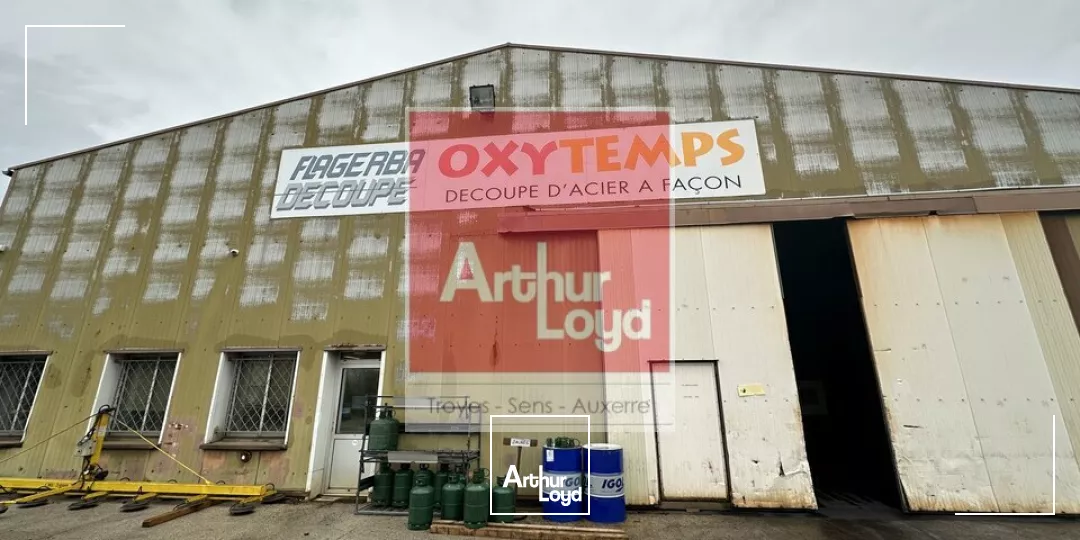 FLAGERBA
DECOUPE
OXYTEMPS
DECOUPE D'ACIER A FAÇON
Arthur
Loyd
Troyes - Sens - Auxerre
Arthur
Loyd
IGOL
IGOL